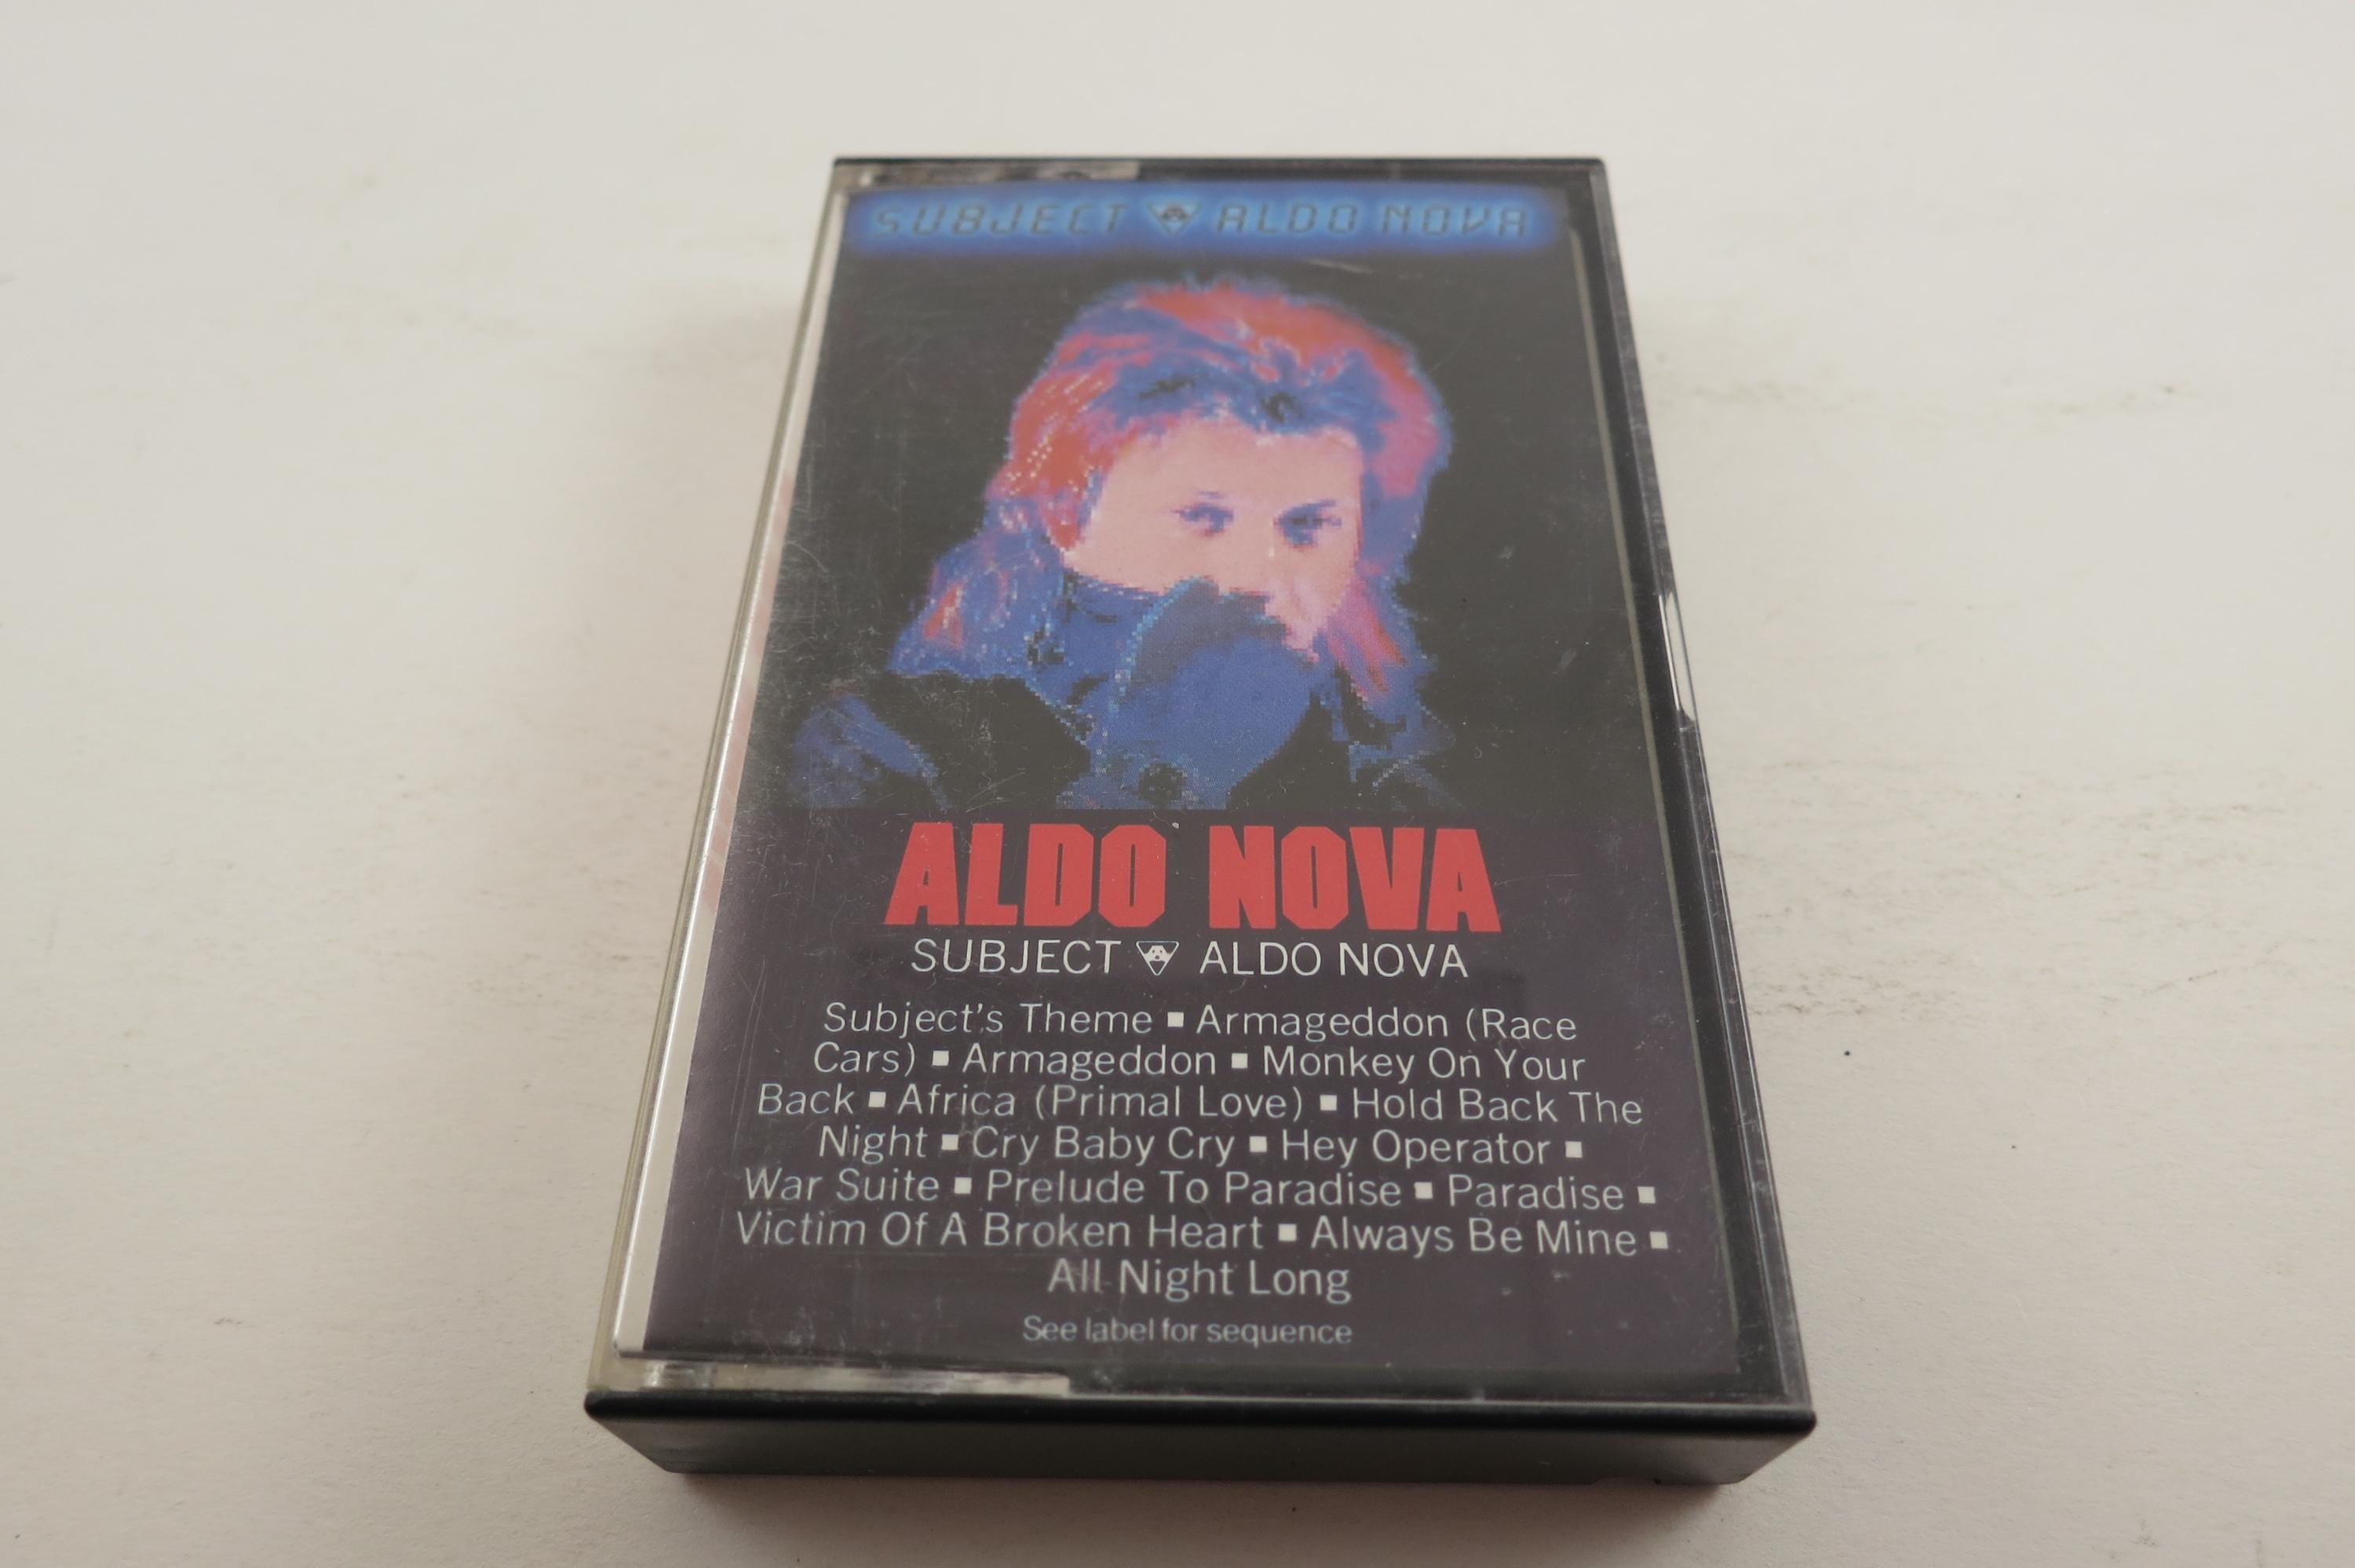 SUBJECT ALDO NOVA
ALDO NOVA
SUBJECT ALDO NOVA
Subject's Theme ▪ Armageddon (Race
Cars) ▪ Armageddon ▪ Monkey On Your
Back ▪ Africa (Primal Love) ▪ Hold Back The
Night ▪ Cry Baby Cry ▪ Hey Operator ▪
War Suite ▪ Prelude To Paradise ▪ Paradise ▪
Victim Of A Broken Heart ▪ Always Be Mine ▪
All Night Long
See label for sequence